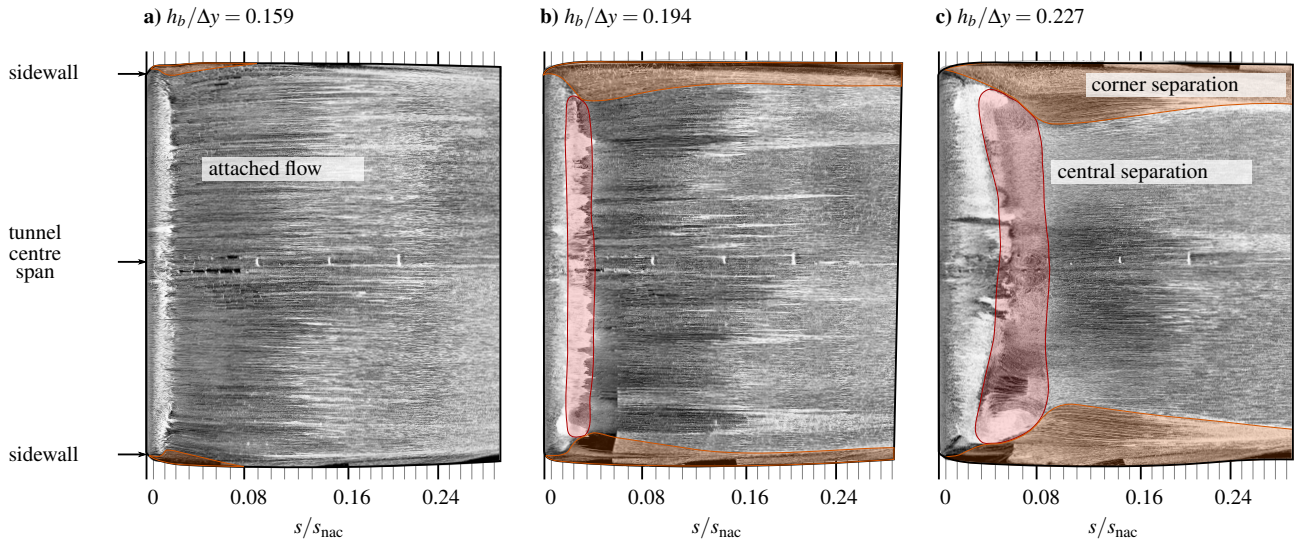 a) h_b/Δy = 0.159
b) h_b/Δy = 0.194
c) h_b/Δy = 0.227
sidewall
corner separation
attached flow
central separation
tunnel
centre
span
sidewall
0 0.08 0.16 0.24
0 0.08 0.16 0.24
0 0.08 0.16 0.24
s/s_nac
s/s_nac
s/s_nac